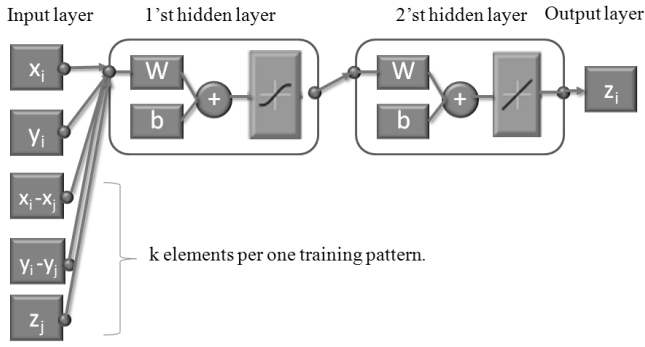 Input layer
1'st hidden layer
2'st hidden layer
Output layer
xᵢ
W
b
+
W
b
+
zᵢ
yᵢ
xᵢ-xⱼ
yᵢ-yⱼ
zⱼ
k elements per one training pattern.